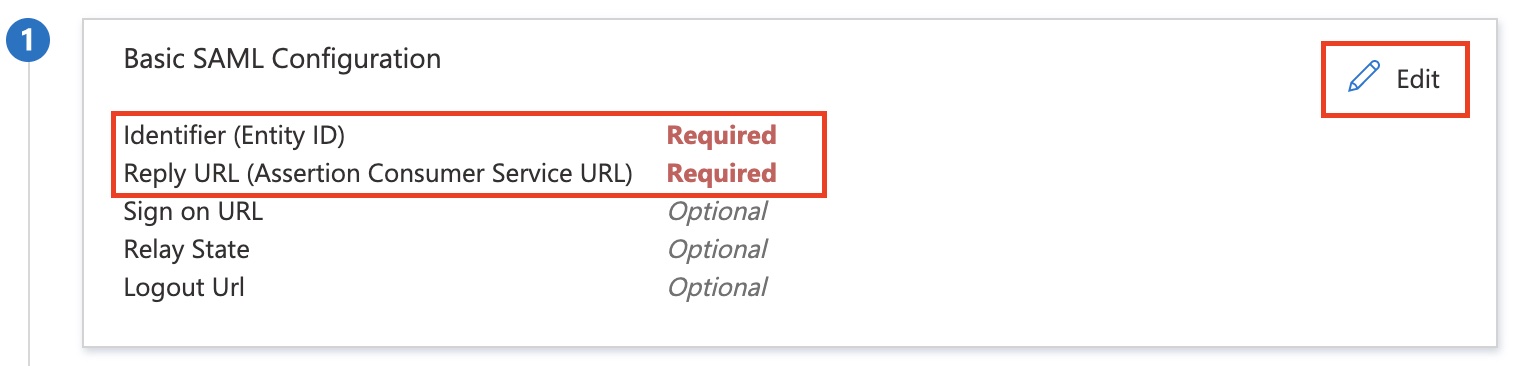 1
Basic SAML Configuration
Edit
Identifier (Entity ID) Required
Reply URL (Assertion Consumer Service URL) Required
Sign on URL Optional
Relay State Optional
Logout Url Optional